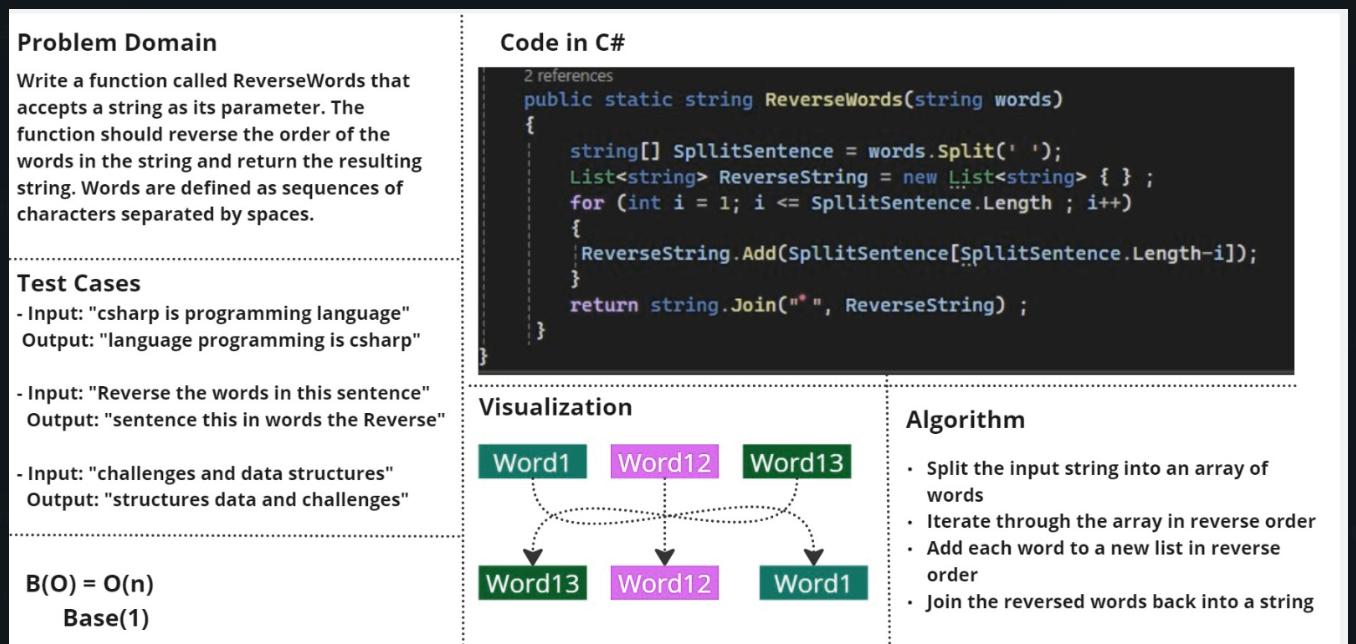 Problem Domain
Write a function called ReverseWords that
accepts a string as its parameter. The
function should reverse the order of the
words in the string and return the resulting
string. Words are defined as sequences of
characters separated by spaces.
Test Cases
- Input: "csharp is programming language"
Output: "language programming is csharp"
- Input: "Reverse the words in this sentence"
Output: "sentence this in words the Reverse"
- Input: "challenges and data structures"
Output: "structures data and challenges"
B(O) = O(n)
Base(1)
Code in C#
2 references
public static string ReverseWords(string words)
{
string[] SpllitSentence = words.Split(' ');
List<string> ReverseString = new List<string> { } ;
for (int i = 1; i <= SpllitSentence.Length ; i++)
{
ReverseString.Add(SpllitSentence[SpllitSentence.Length-i]);
}
return string.Join(" ", ReverseString) ;
}
}
Visualization
Word1 Word12 Word13
Word13 Word12 Word1
Algorithm
· Split the input string into an array of
words
· Iterate through the array in reverse order
· Add each word to a new list in reverse
order
· Join the reversed words back into a string